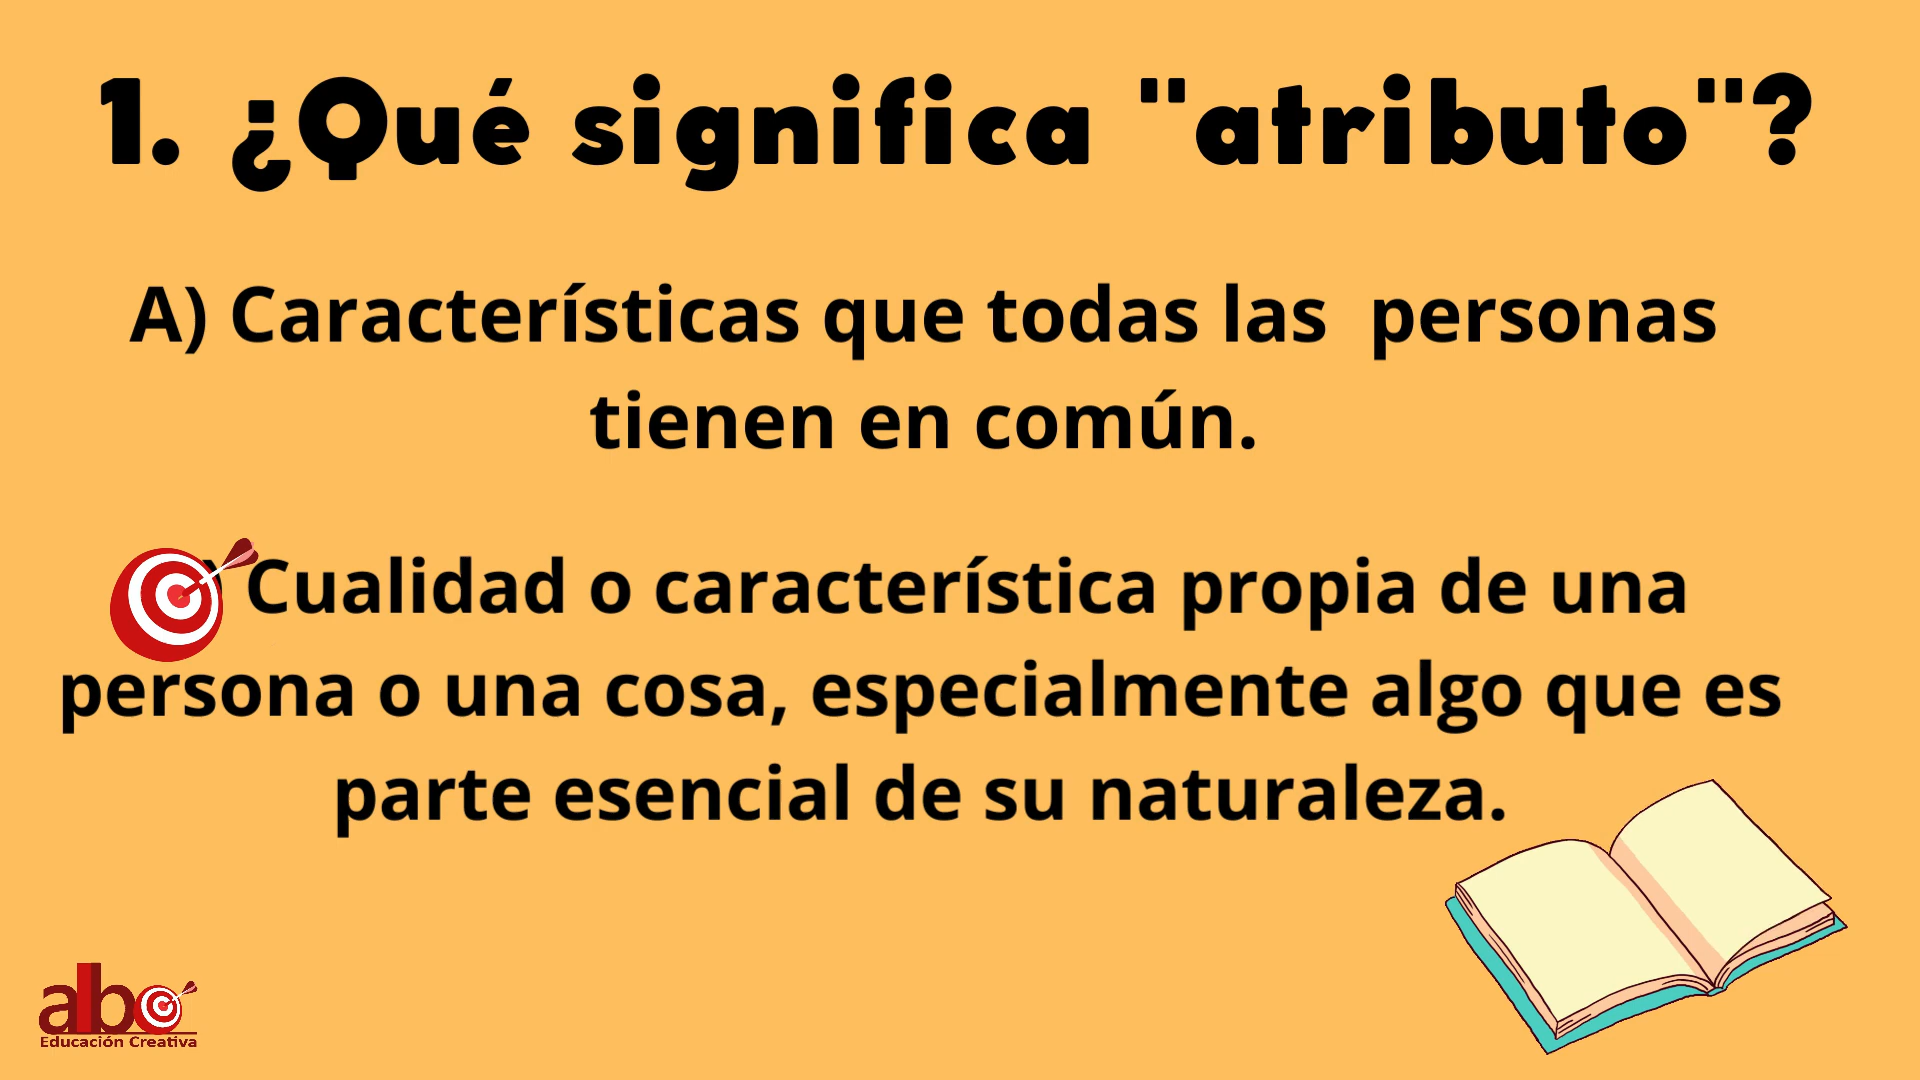 1. ¿Qué significa "atributo"?
A) Características que todas las personas
tienen en común.
) Cualidad o característica propia de una
persona o una cosa, especialmente algo que es
parte esencial de su naturaleza.
abc
Educación Creativa